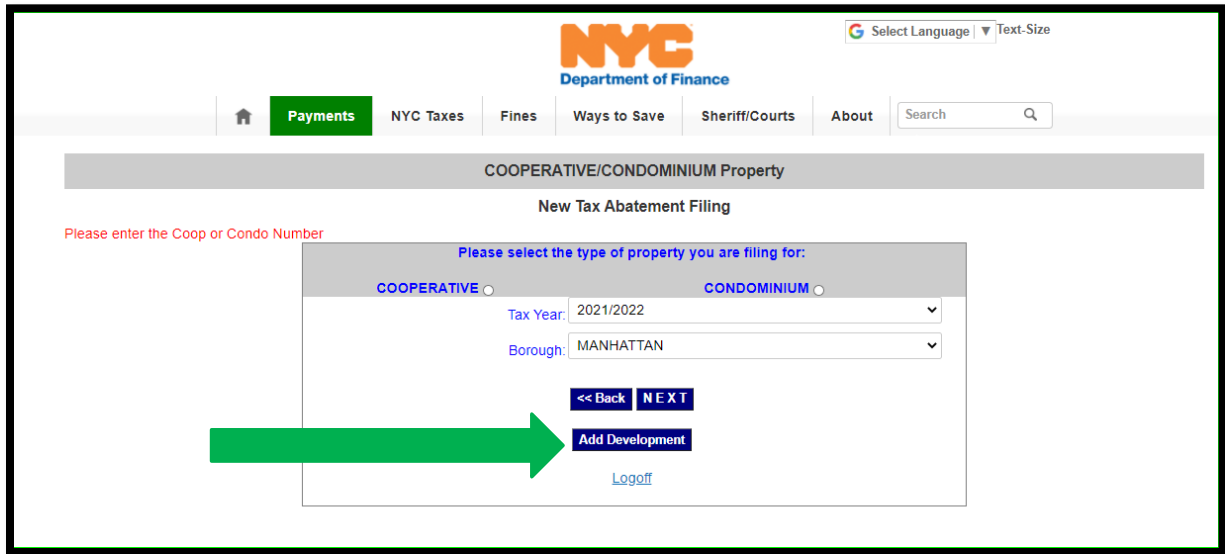 NYC
Department of Finance
Select Language ▼ Text-Size
Payments NYC Taxes Fines Ways to Save Sheriff/Courts About Search
COOPERATIVE/CONDOMINIUM Property
New Tax Abatement Filing
Please enter the Coop or Condo Number
Please select the type of property you are filing for:
COOPERATIVE CONDOMINIUM
Tax Year: 2021/2022
Borough: MANHATTAN
<< Back N E X T
Add Development
Logoff